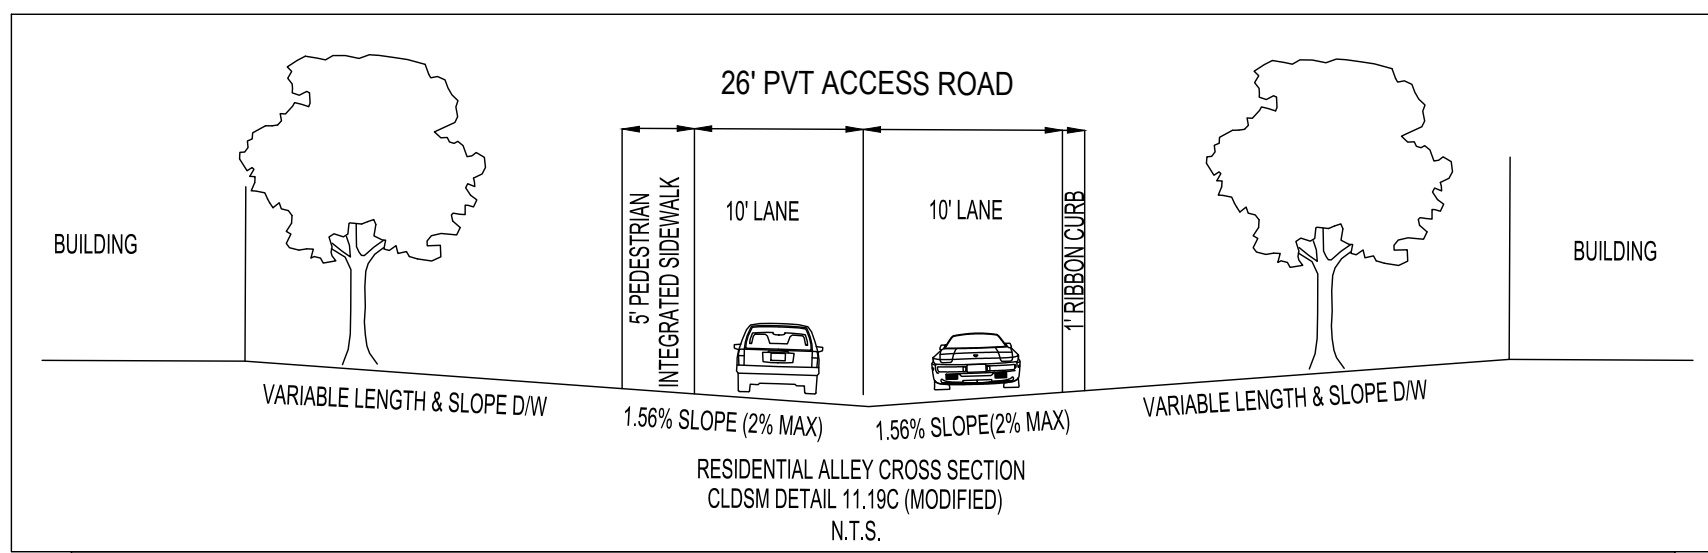 26' PVT ACCESS ROAD
5' PEDESTRIAN
INTEGRATED SIDEWALK
10' LANE
10' LANE
1' RIBBON CURB
BUILDING
BUILDING
VARIABLE LENGTH & SLOPE D/W
1.56% SLOPE (2% MAX)
1.56% SLOPE(2% MAX)
VARIABLE LENGTH & SLOPE D/W
RESIDENTIAL ALLEY CROSS SECTION
CLDSM DETAIL 11.19C (MODIFIED)
N.T.S.